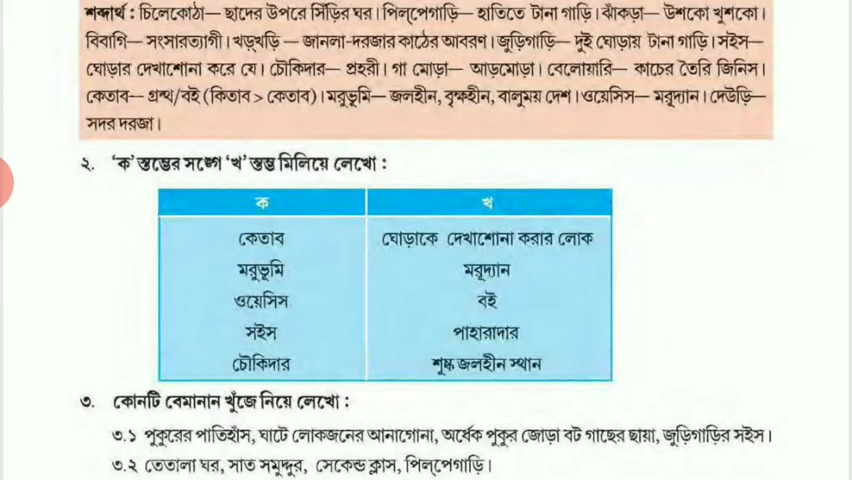 শব্দার্থ : চিলেকোঠা— ছাদের উপরে সিঁড়ির ঘর। পিল্‌পেগাড়ি— হাতিতে টানা গাড়ি। ঝাঁকড়া— উশকো খুশকো।
বিবাগি— সংসারত্যাগী। খড়্‌খড়ি — জানলা-দরজার কাঠের আবরণ। জুড়িগাড়ি— দুই ঘোড়ায় টানা গাড়ি। সইস—
ঘোড়ার দেখাশোনা করে যে। চৌকিদার— প্রহরী। গা মোড়া— আড়মোড়া। বেলোয়ারি— কাচের তৈরি জিনিস।
কেতাব— গ্রন্থ/বই (কিতাব > কেতাব)। মরুভূমি— জলহীন, বৃক্ষহীন, বালুময় দেশ। ওয়েসিস— মরূদ্যান। দেউড়ি—
সদর দরজা।
২. ‘ক’ স্তম্ভের সঙ্গে ‘খ’ স্তম্ভ মিলিয়ে লেখো :
ক খ
কেতাব ঘোড়াকে দেখাশোনা করার লোক
মরুভূমি মরূদ্যান
ওয়েসিস বই
সইস পাহারাদার
চৌকিদার শুষ্ক জলহীন স্থান
৩. কোনটি বেমানান খুঁজে নিয়ে লেখো :
৩.১ পুকুরের পাতিহাঁস, ঘাটে লোকজনের আনাগোনা, অর্ধেক পুকুর জোড়া বট গাছের ছায়া, জুড়িগাড়ির সইস।
৩.২ তেতালা ঘর, সাত সমুদ্দুর, সেকেন্ড ক্লাস, পিল্‌পেগাড়ি।